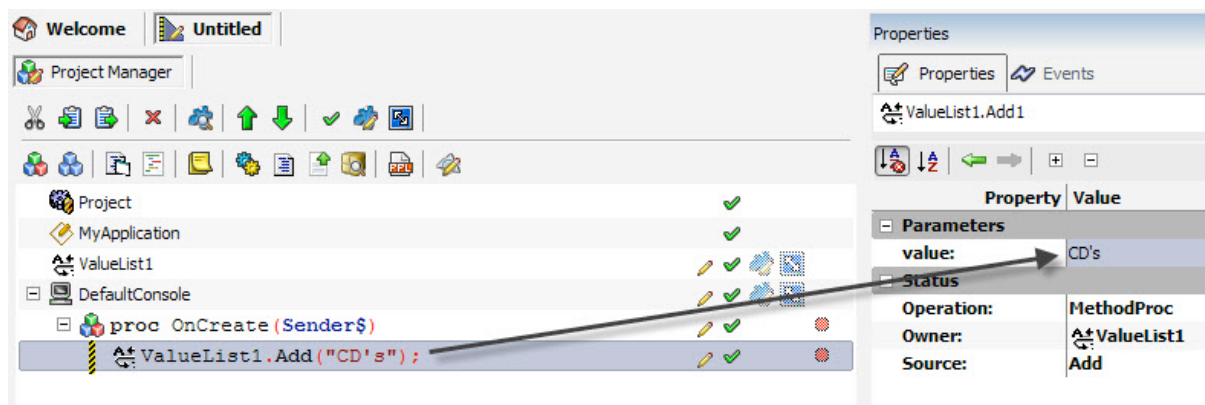 Welcome
Untitled
Project Manager
Project
MyApplication
ValueList1
DefaultConsole
proc OnCreate(Sender$)
ValueList1.Add("CD's");
Properties
Properties
Events
ValueList1.Add1
Property Value
Parameters
value: CD's
Status
Operation: MethodProc
Owner: ValueList1
Source: Add